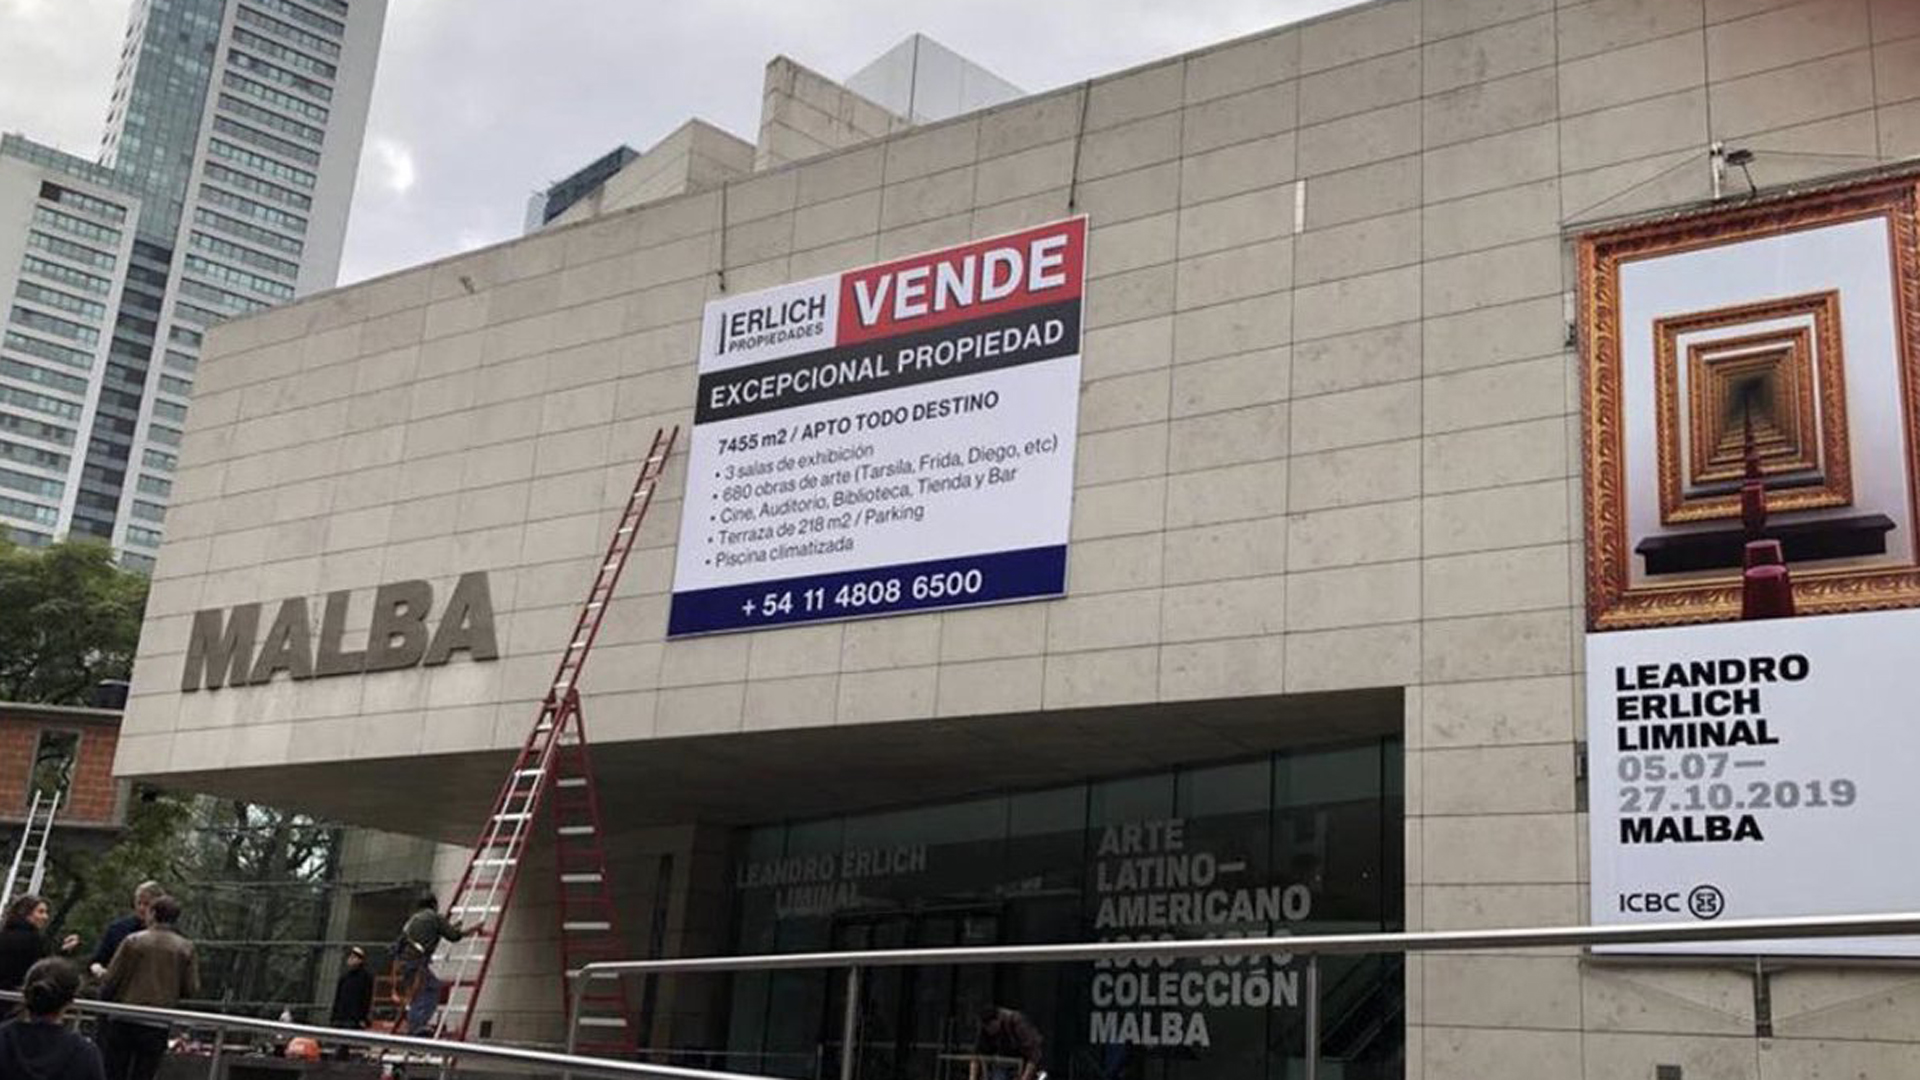 MALBA
ERLICH
PROPIEDADES
VENDE
EXCEPCIONAL PROPIEDAD
7455 m2 / APTO TODO DESTINO
• 3 salas de exhibición
• 680 obras de arte (Tarsila, Frida, Diego, etc)
• Cine, Auditorio, Biblioteca, Tienda y Bar
• Terraza de 218 m2 / Parking
• Piscina climatizada
+ 54 11 4808 6500
LEANDRO
ERLICH
LIMINAL
05.07—
27.10.2019
MALBA
ICBC
LEANDRO ERLICH
LIMINAL
ARTE
LATINO—
AMERICANO
COLECCIÓN
MALBA